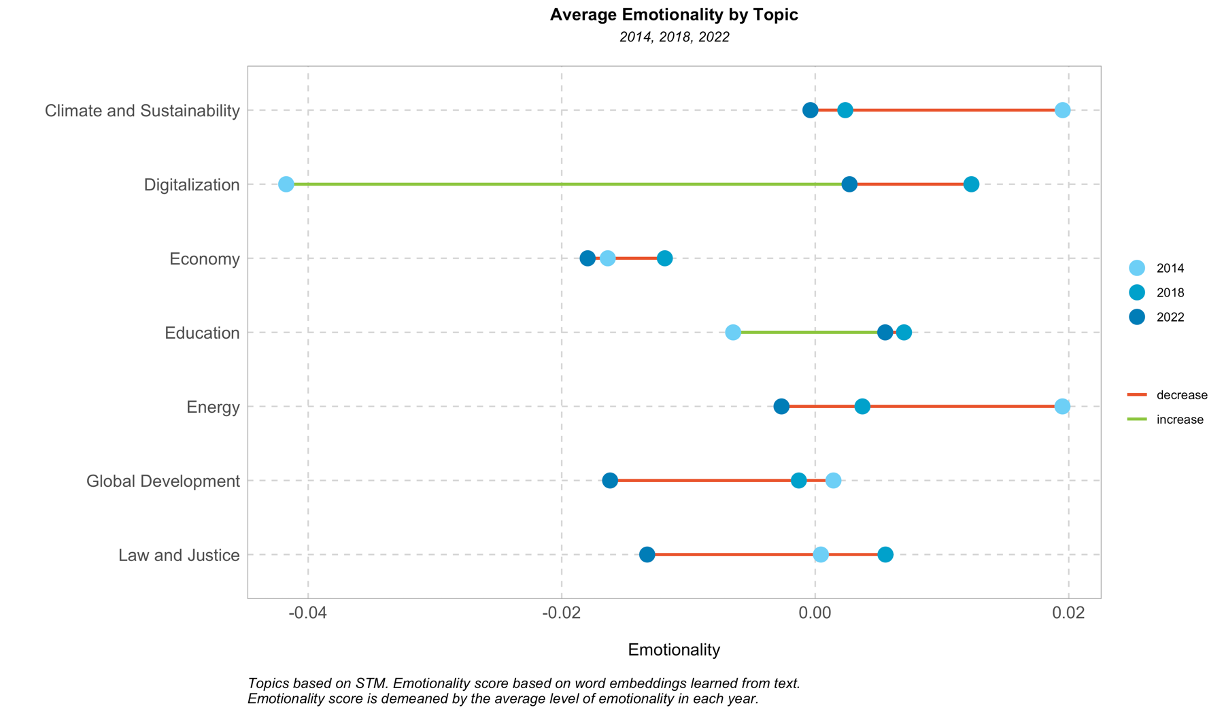 Average Emotionality by Topic
2014, 2018, 2022
Climate and Sustainability
Digitalization
Economy
Education
Energy
Global Development
Law and Justice
2014
2018
2022
decrease
increase
-0.04
-0.02
0.00
0.02
Emotionality
Topics based on STM. Emotionality score based on word embeddings learned from text.
Emotionality score is demeaned by the average level of emotionality in each year.